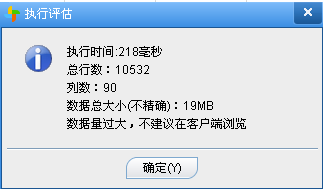 执行评估
执行时间:218毫秒
总行数：10532
列数：90
数据总大小(不精确)：19MB
数据量过大，不建议在客户端浏览
确定(Y)